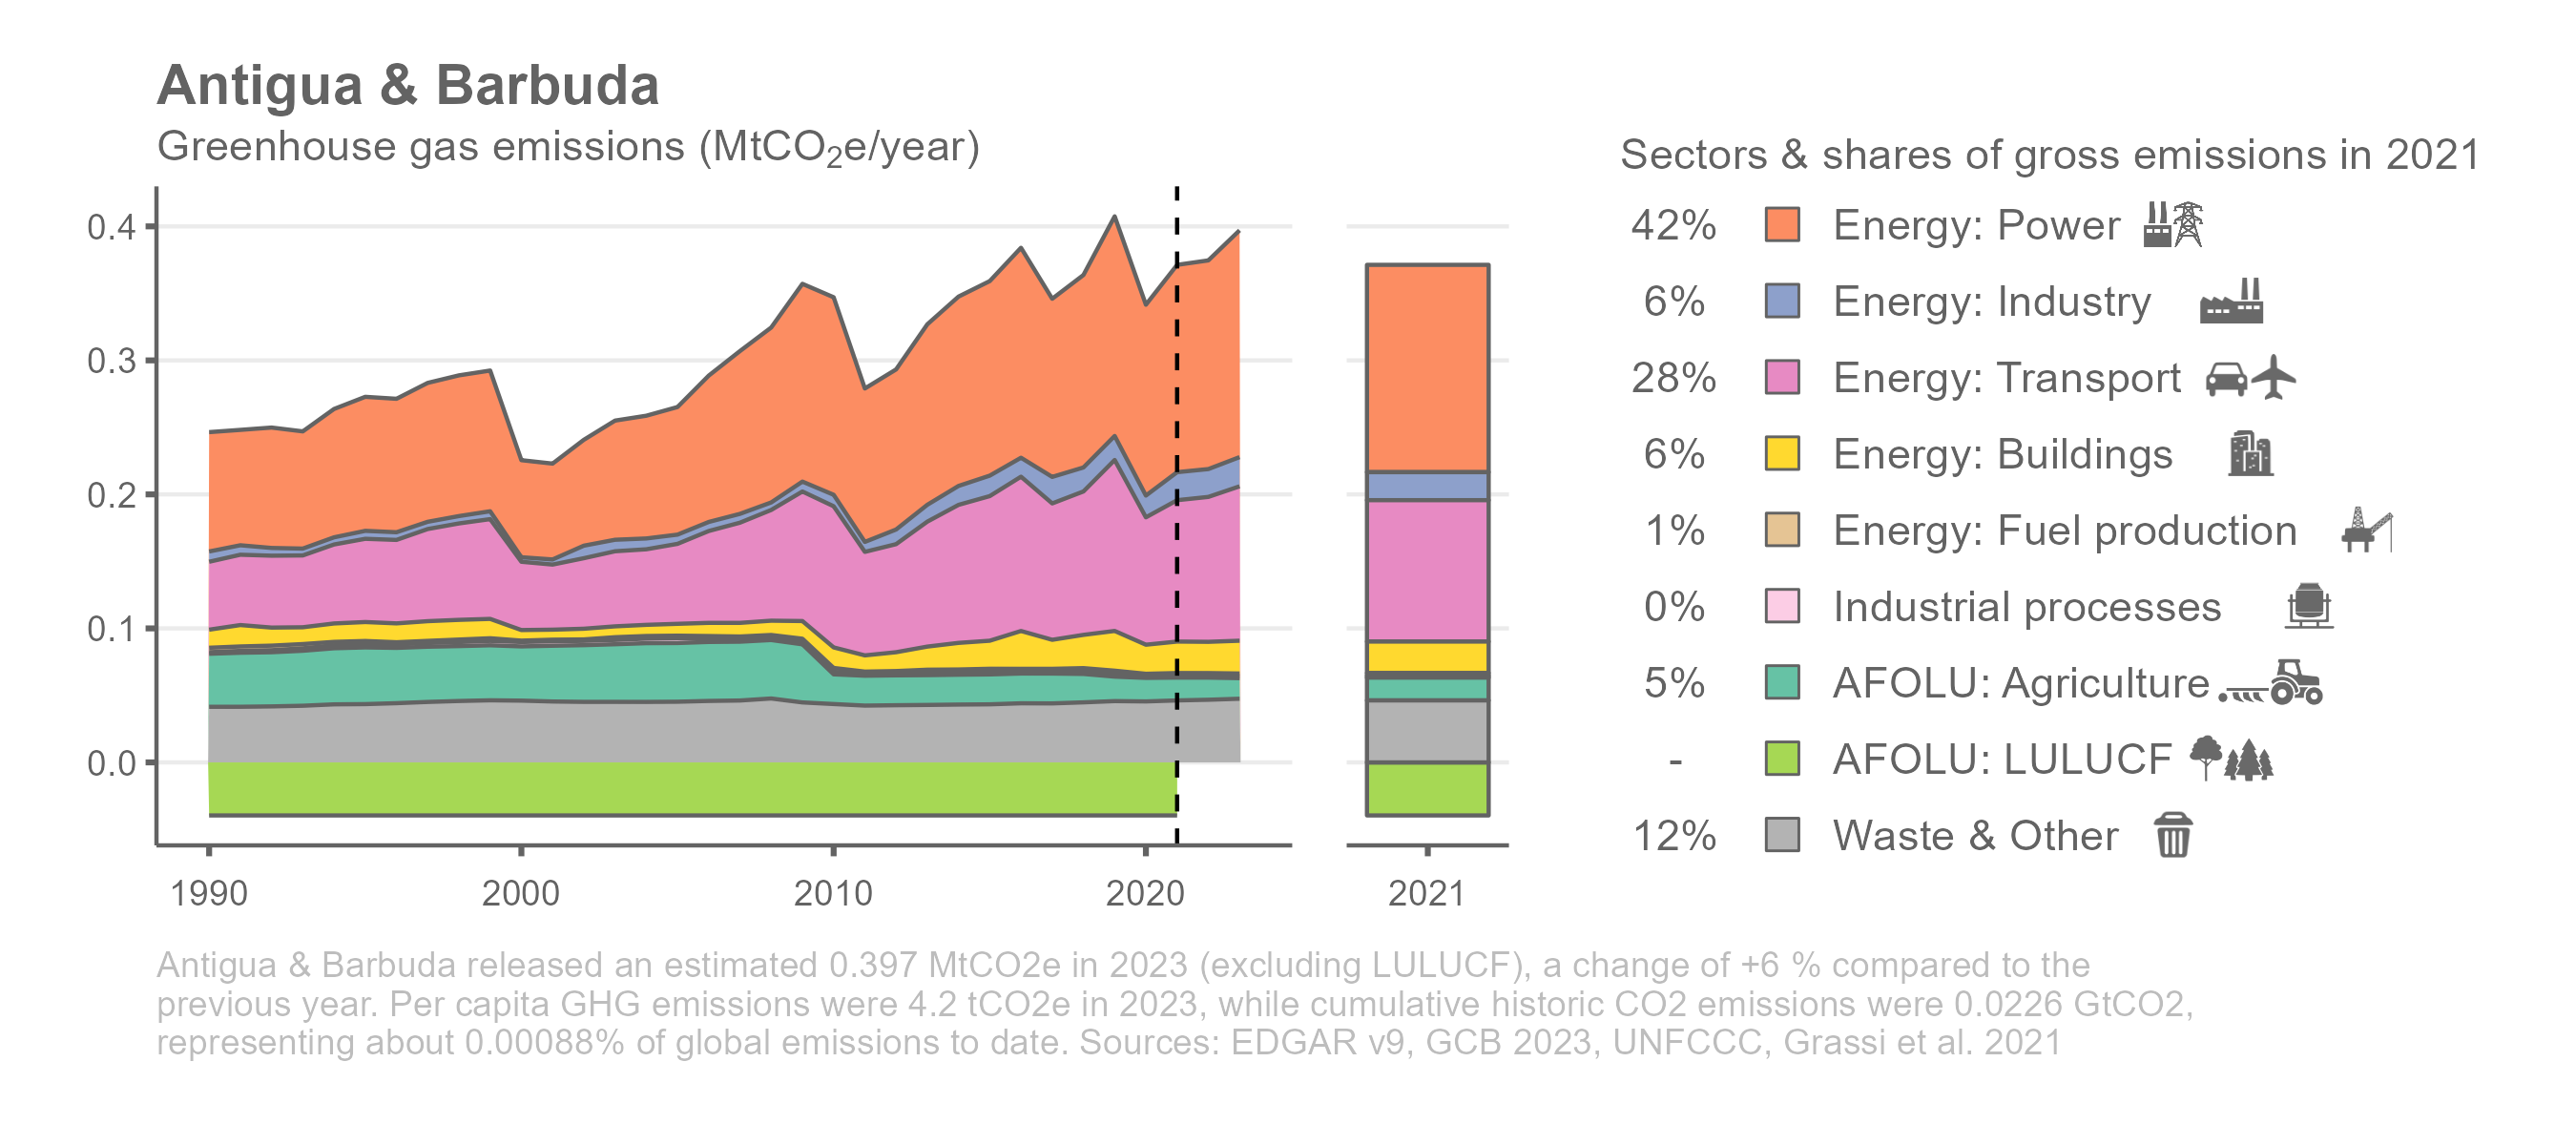 Antigua & Barbuda
Greenhouse gas emissions (MtCO₂e/year)
0.4
0.3
0.2
0.1
0.0
1990
2000
2010
2020
2021
Sectors & shares of gross emissions in 2021
42% Energy: Power
6% Energy: Industry
28% Energy: Transport
6% Energy: Buildings
1% Energy: Fuel production
0% Industrial processes
5% AFOLU: Agriculture
- AFOLU: LULUCF
12% Waste & Other
Antigua & Barbuda released an estimated 0.397 MtCO2e in 2023 (excluding LULUCF), a change of +6 % compared to the
previous year. Per capita GHG emissions were 4.2 tCO2e in 2023, while cumulative historic CO2 emissions were 0.0226 GtCO2,
representing about 0.00088% of global emissions to date. Sources: EDGAR v9, GCB 2023, UNFCCC, Grassi et al. 2021